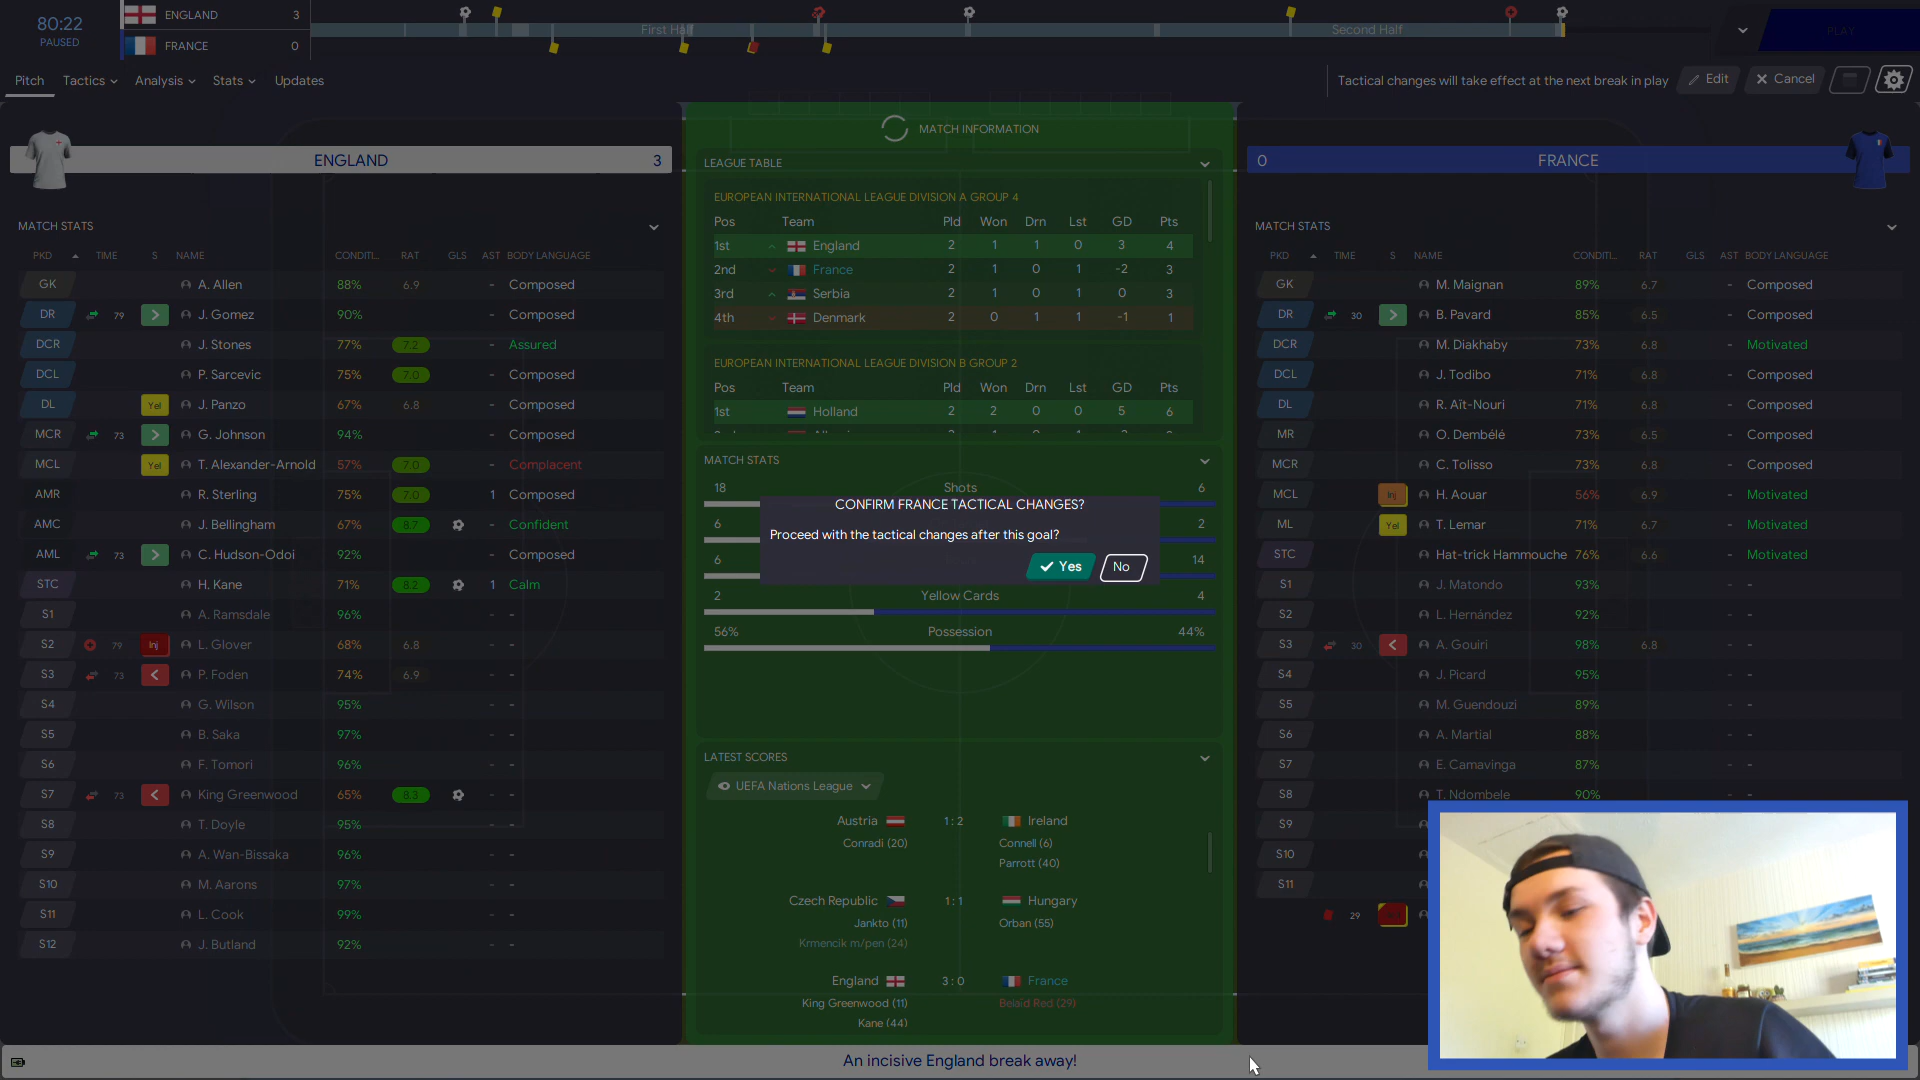 80:22
PAUSED
ENGLAND 3
FRANCE 0
First Half
Second Half
PLAY
Pitch Tactics Analysis Stats Updates
Tactical changes will take effect at the next break in play Edit Cancel
ENGLAND 3
MATCH STATS
PKD TIME S NAME CONDITI... RAT GLS AST BODY LANGUAGE
GK A. Allen 88% 6.9 - Composed
DR 79 J. Gomez 90% - Composed
DCR J. Stones 77% 7.2 - Assured
DCL P. Sarcevic 75% 7.0 - Composed
DL Yel J. Panzo 67% 6.8 - Composed
MCR 73 G. Johnson 94% - Composed
MCL Yel T. Alexander-Arnold 57% 7.0 - Complacent
AMR R. Sterling 75% 7.0 1 Composed
AMC J. Bellingham 67% 8.7 - Confident
AML 73 C. Hudson-Odoi 92% - Composed
STC H. Kane 71% 8.2 1 Calm
S1 A. Ramsdale 96% - -
S2 79 Inj L. Glover 68% 6.8 - -
S3 73 P. Foden 74% 6.9 - -
S4 G. Wilson 95% - -
S5 B. Saka 97% - -
S6 F. Tomori 96% - -
S7 73 King Greenwood 65% 8.3 - -
S8 T. Doyle 95% - -
S9 A. Wan-Bissaka 96% - -
S10 M. Aarons 97% - -
S11 L. Cook 99% - -
S12 J. Butland 92% - -
MATCH INFORMATION
LEAGUE TABLE
EUROPEAN INTERNATIONAL LEAGUE DIVISION A GROUP 4
Pos Team Pld Won Drn Lst GD Pts
1st England 2 1 1 0 3 4
2nd France 2 1 0 1 -2 3
3rd Serbia 2 1 0 1 0 3
4th Denmark 2 0 1 1 -1 1
EUROPEAN INTERNATIONAL LEAGUE DIVISION B GROUP 2
Pos Team Pld Won Drn Lst GD Pts
1st Holland 2 2 0 0 5 6
MATCH STATS
18 Shots 6
6 2
6 14
2 Yellow Cards 4
56% Possession 44%
CONFIRM FRANCE TACTICAL CHANGES?
Proceed with the tactical changes after this goal?
Yes No
LATEST SCORES
UEFA Nations League
Austria 1 : 2 Ireland
Conradi (20) Connell (6)
Parrott (40)
Czech Republic 1 : 1 Hungary
Jankto (11) Orban (55)
Krmencik m/pen (24)
England 3 : 0 France
King Greenwood (11) Belaid Red (29)
Kane (44)
0 FRANCE
MATCH STATS
PKD TIME S NAME CONDITI... RAT GLS AST BODY LANGUAGE
GK M. Maignan 89% 6.7 - Composed
DR 30 B. Pavard 85% 6.5 - Composed
DCR M. Diakhaby 73% 6.8 - Motivated
DCL J. Todibo 71% 6.8 - Composed
DL R. Aït-Nouri 71% 6.8 - Composed
MR O. Dembélé 73% 6.5 - Composed
MCR C. Tolisso 73% 6.8 - Composed
MCL Inj H. Aouar 56% 6.9 - Motivated
ML Yel T. Lemar 71% 6.7 - Motivated
STC Hat-trick Hammouche 76% 6.6 - Motivated
S1 J. Matondo 93% - -
S2 L. Hernández 92% - -
S3 30 A. Gouiri 98% 6.8 - -
S4 J. Picard 95% - -
S5 M. Guendouzi 89% - -
S6 A. Martial 88% - -
S7 E. Camavinga 87% - -
S8 T. Ndombele 90% - -
S9
S10
S11
29
An incisive England break away!